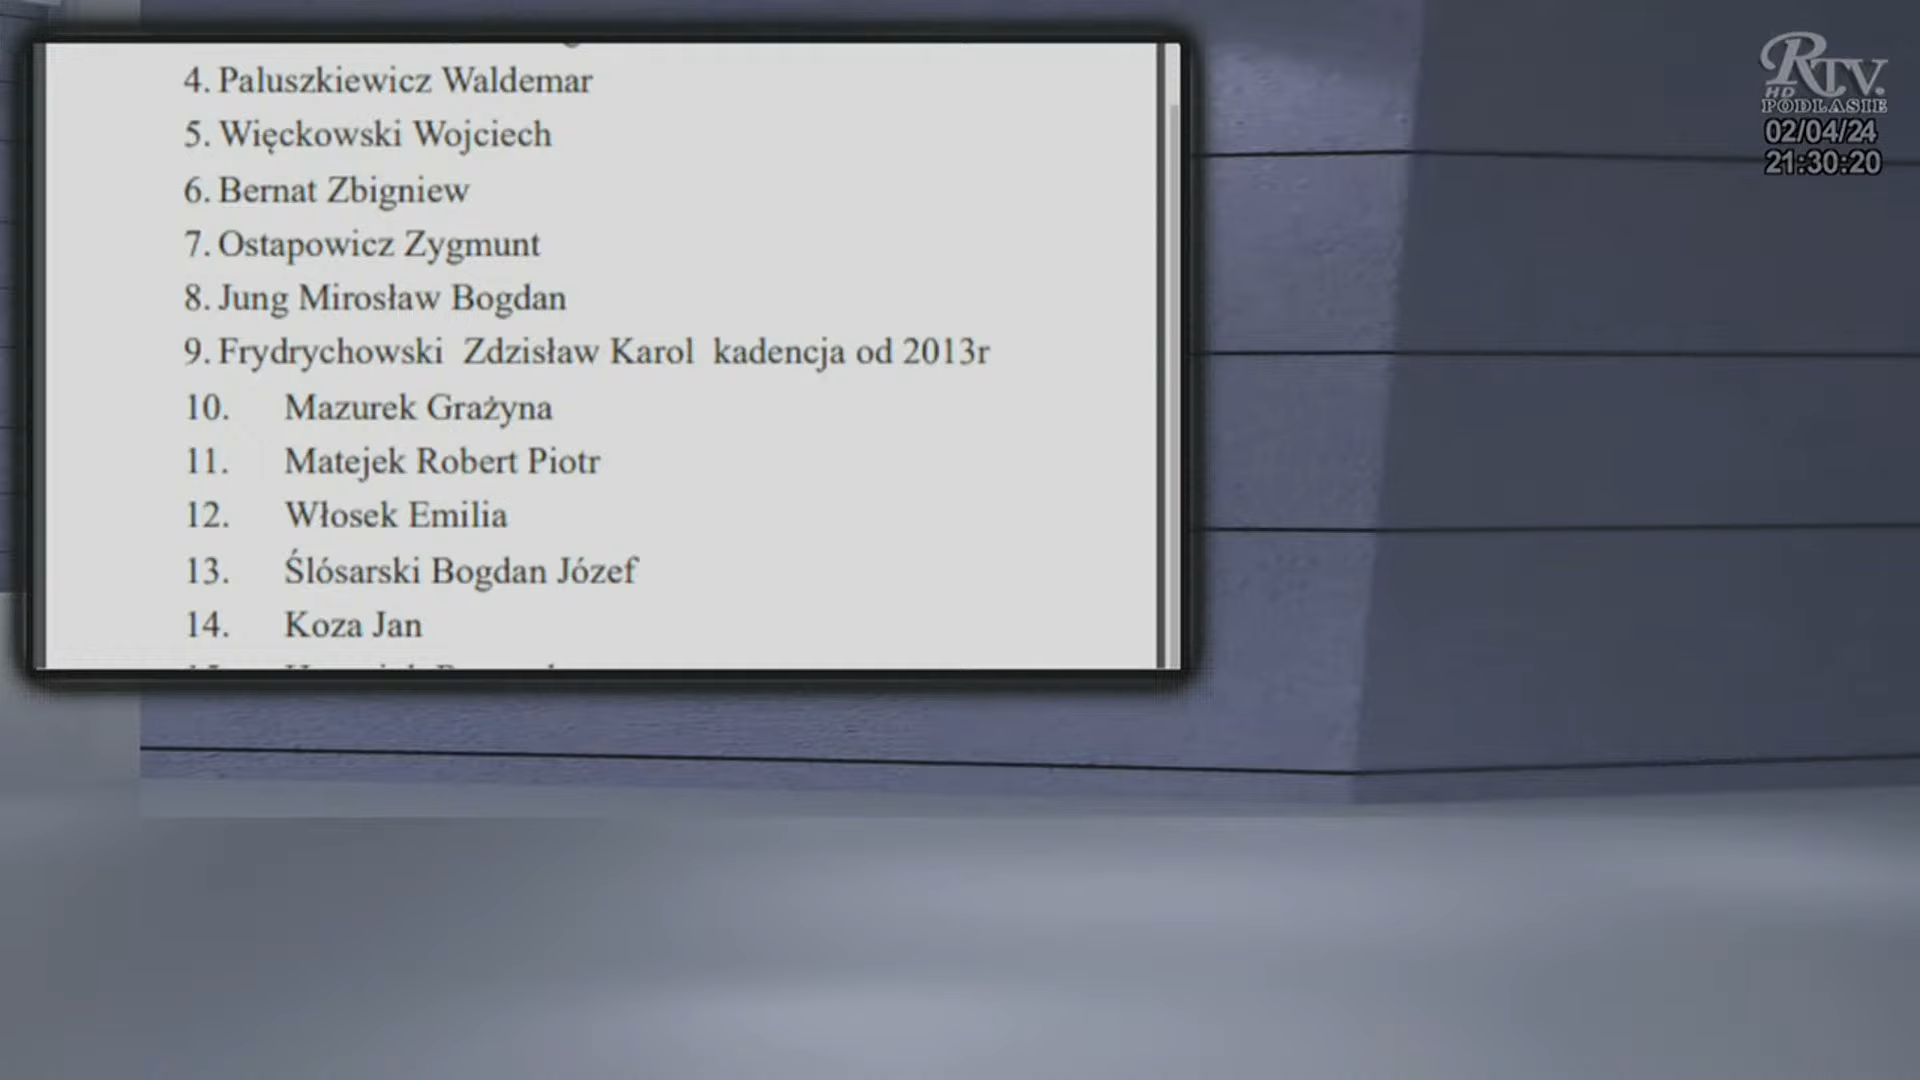 4. Paluszkiewicz Waldemar
5. Więckowski Wojciech
6. Bernat Zbigniew
7. Ostapowicz Zygmunt
8. Jung Mirosław Bogdan
9. Frydrychowski Zdzisław Karol kadencja od 2013r
10. Mazurek Grażyna
11. Matejek Robert Piotr
12. Włosek Emilia
13. Ślósarski Bogdan Józef
14. Koza Jan
RTV.
HD
PODLASIE
02/04/24
21:30:20